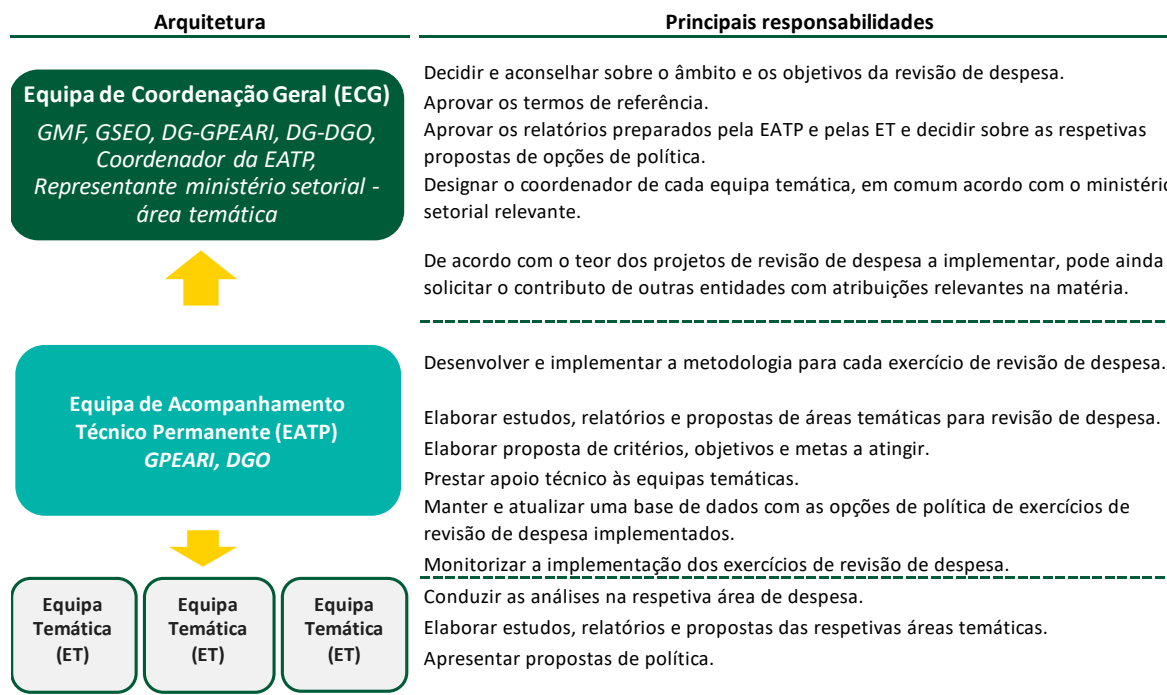 Arquitetura
Principais responsabilidades
Equipa de Coordenação Geral (ECG)
GMF, GSEO, DG-GPEARI, DG-DGO,
Coordenador da EATP,
Representante ministério setorial -
área temática
Decidir e aconselhar sobre o âmbito e os objetivos da revisão de despesa.
Aprovar os termos de referência.
Aprovar os relatórios preparados pela EATP e pelas ET e decidir sobre as respetivas
propostas de opções de política.
Designar o coordenador de cada equipa temática, em comum acordo com o ministéri
setorial relevante.
De acordo com o teor dos projetos de revisão de despesa a implementar, pode ainda
solicitar o contributo de outras entidades com atribuições relevantes na matéria.
Equipa de Acompanhamento
Técnico Permanente (EATP)
GPEARI, DGO
Desenvolver e implementar a metodologia para cada exercício de revisão de despesa.
Elaborar estudos, relatórios e propostas de áreas temáticas para revisão de despesa.
Elaborar proposta de critérios, objetivos e metas a atingir.
Prestar apoio técnico às equipas temáticas.
Manter e atualizar uma base de dados com as opções de política de exercícios de
revisão de despesa implementados.
Monitorizar a implementação dos exercícios de revisão de despesa.
Equipa
Temática
(ET)
Equipa
Temática
(ET)
Equipa
Temática
(ET)
Conduzir as análises na respetiva área de despesa.
Elaborar estudos, relatórios e propostas das respetivas áreas temáticas.
Apresentar propostas de política.